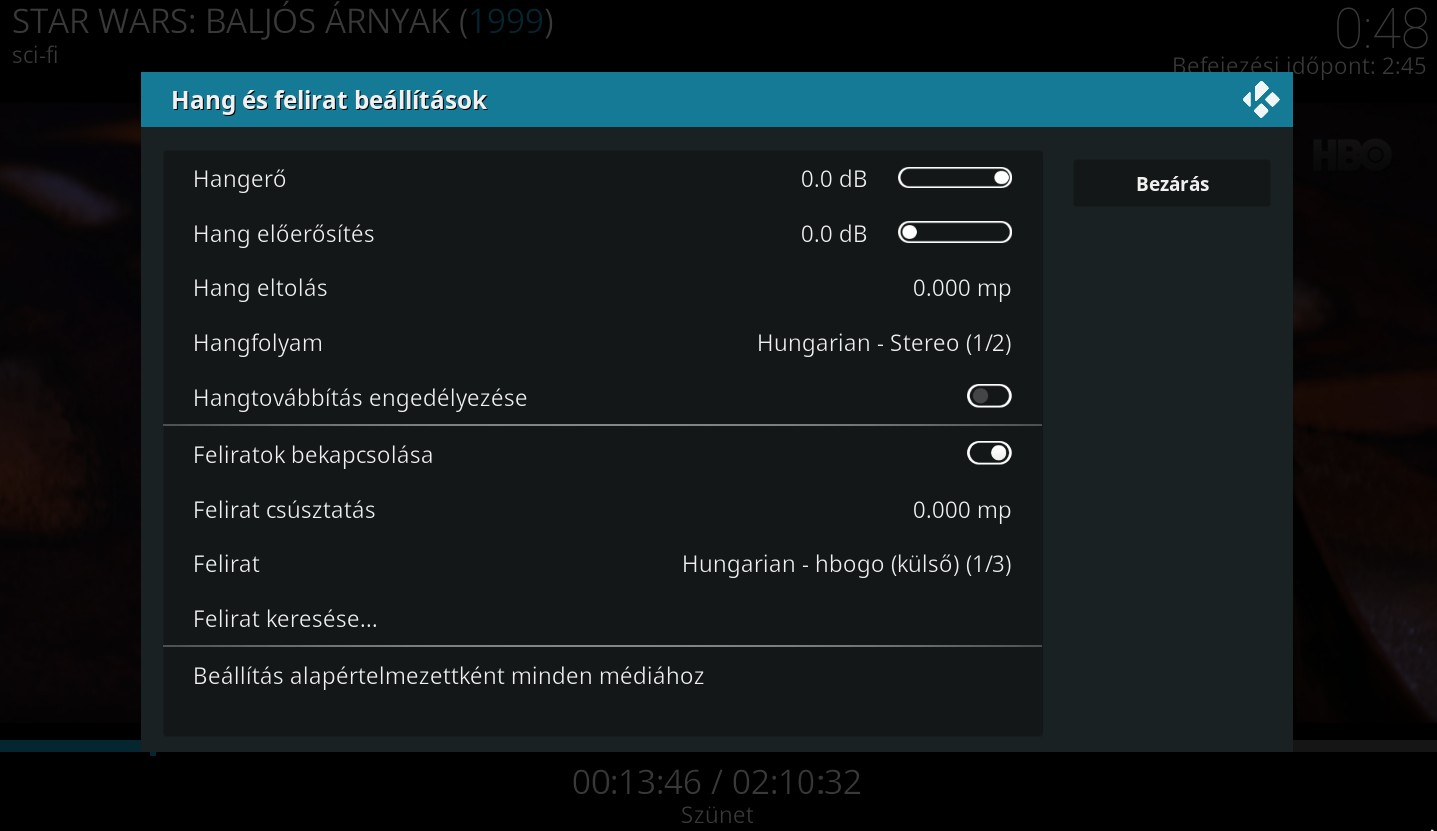 STAR WARS: BALJÓS ÁRNYAK (1999)
0:48
sci-fi
Befejezési időpont: 2:45
Hang és felirat beállítások
HBO
Hangerő 0.0 dB
Bezárás
Hang előerősítés 0.0 dB
Hang eltolás 0.000 mp
Hangfolyam Hungarian - Stereo (1/2)
Hangtovábbítás engedélyezése
Feliratok bekapcsolása
Felirat csúsztatás 0.000 mp
Felirat Hungarian - hbogo (külső) (1/3)
Felirat keresése...
Beállítás alapértelmezettként minden médiához
00:13:46 / 02:10:32
Szünet